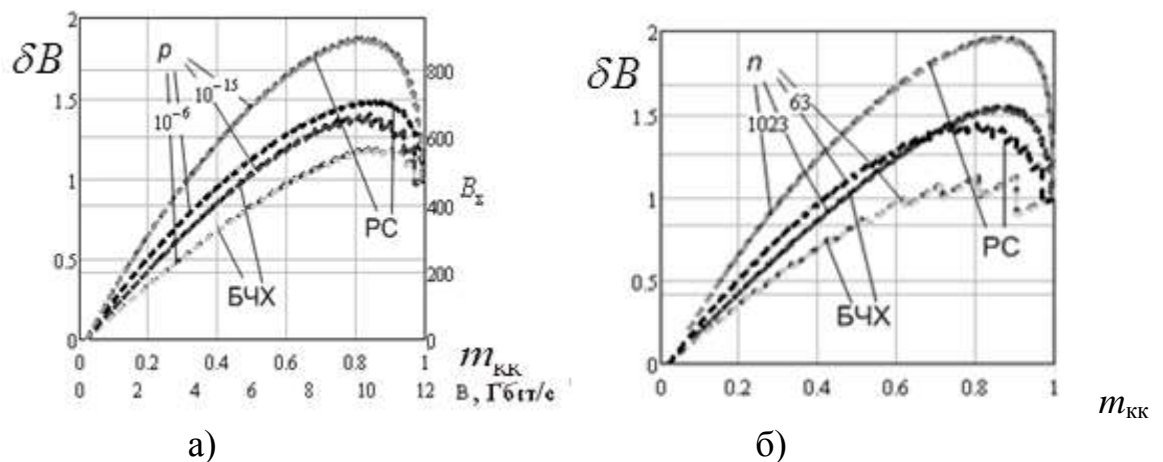 2
δB
p
10⁻¹⁵
10⁻⁶
1.5
1
0.5
0
800
600
B_Σ
400
200
0
РС
БЧХ
0 0.2 0.4 0.6 0.8 1 m_кк
0 2 4 6 8 10 12 В, Гбит/с
а)
2
δB
n
63
1023
1.5
1
0.5
0
РС
БЧХ
0 0.2 0.4 0.6 0.8 1
m_кк
б)